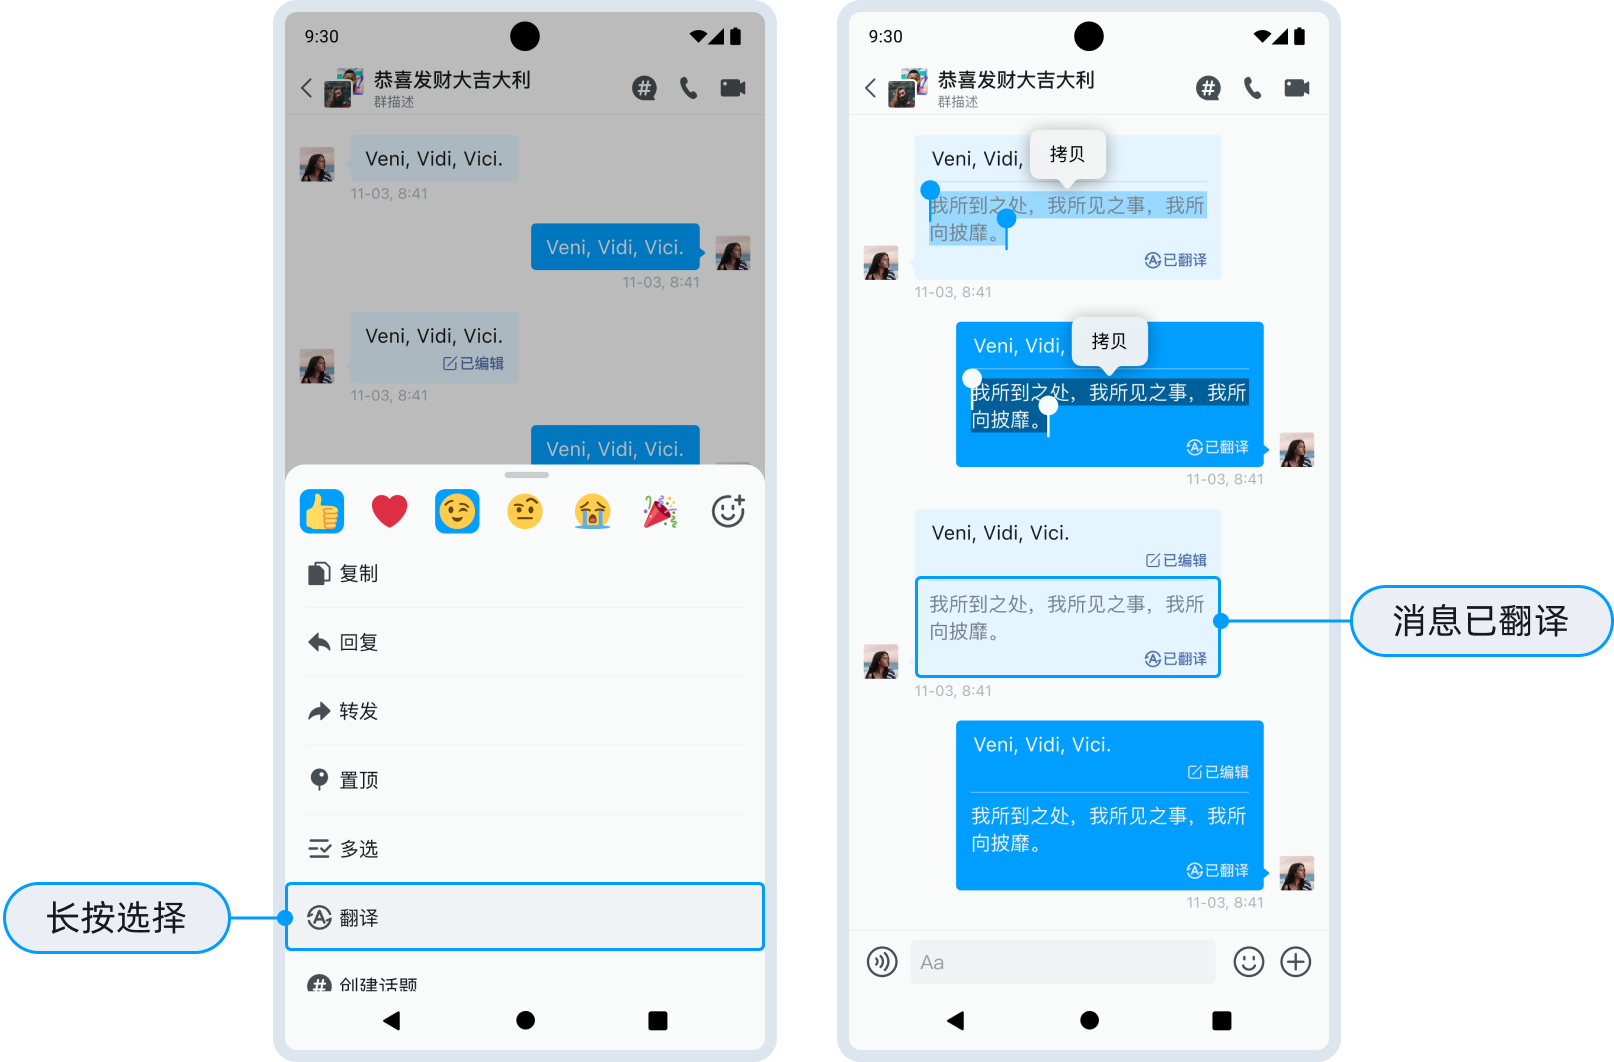 9:30
恭喜发财大吉大利
群描述
Veni, Vidi, Vici.
11-03, 8:41
Veni, Vidi, Vici.
11-03, 8:41
Veni, Vidi, Vici.
已编辑
11-03, 8:41
Veni, Vidi, Vici.
复制
回复
转发
置顶
多选
翻译
创建话题
长按选择
9:30
恭喜发财大吉大利
群描述
Veni, Vidi,
拷贝
我所到之处，我所见之事，我所
向披靡。
已翻译
11-03, 8:41
Veni, Vidi,
拷贝
我所到之处，我所见之事，我所
向披靡。
已翻译
11-03, 8:41
Veni, Vidi, Vici.
已编辑
我所到之处，我所见之事，我所
向披靡。
已翻译
11-03, 8:41
消息已翻译
Veni, Vidi, Vici.
已编辑
我所到之处，我所见之事，我所
向披靡。
已翻译
11-03, 8:41
Aa